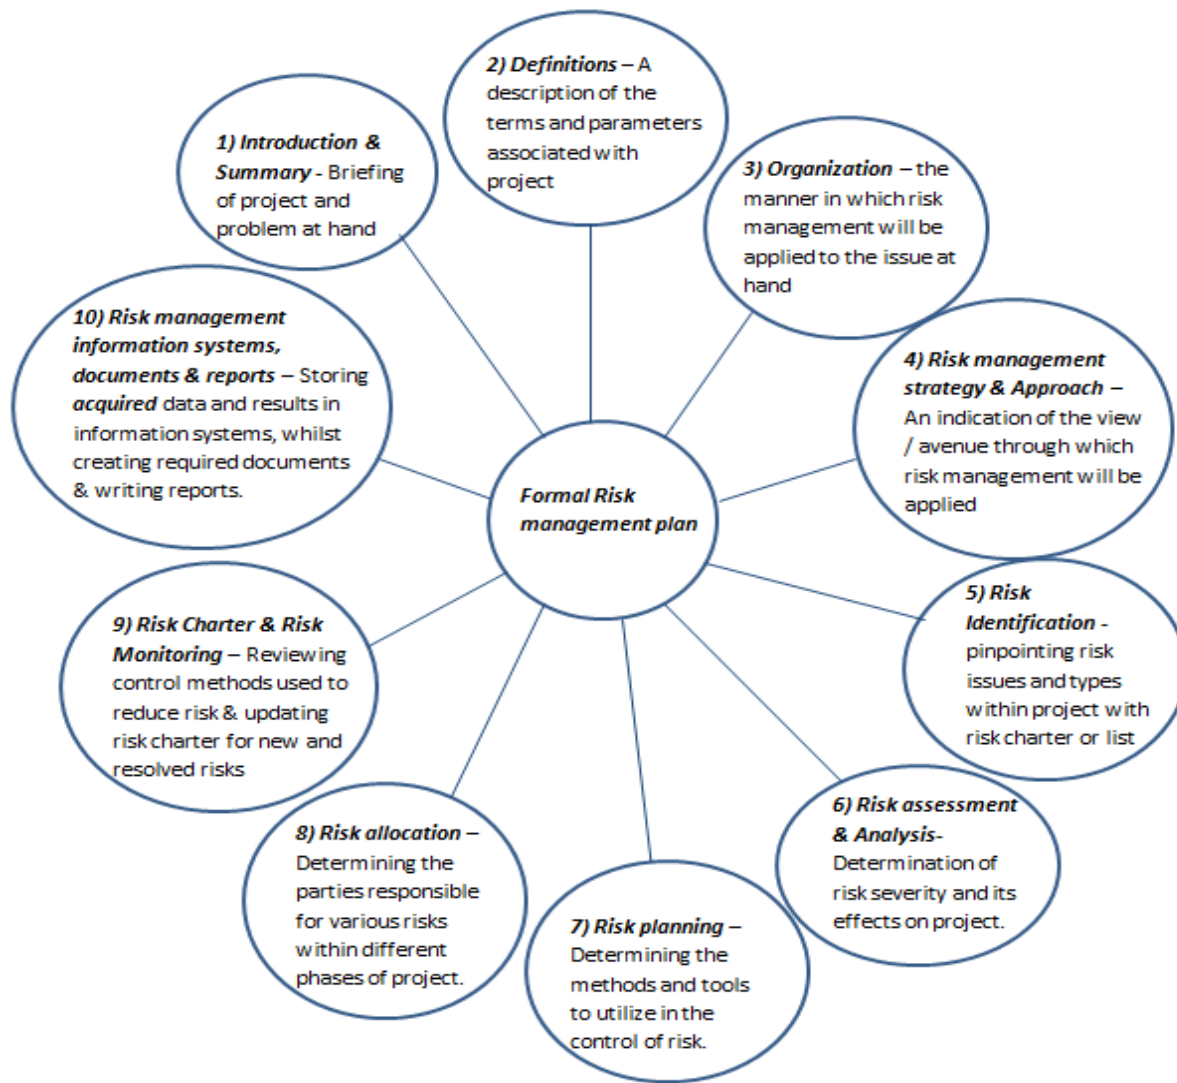 1) Introduction &
Summary - Briefing
of project and
problem at hand
2) Definitions – A
description of the
terms and parameters
associated with
project
3) Organization – the
manner in which risk
management will be
applied to the issue at
hand
4) Risk management
strategy & Approach –
An indication of the view
/ avenue through which
risk management will be
applied
5) Risk
Identification -
pinpointing risk
issues and types
within project with
risk charter or list
6) Risk assessment
& Analysis-
Determination of
risk severity and its
effects on project.
7) Risk planning –
Determining the
methods and tools
to utilize in the
control of risk.
8) Risk allocation –
Determining the
parties responsible
for various risks
within different
phases of project.
9) Risk Charter & Risk
Monitoring – Reviewing
control methods used to
reduce risk & updating
risk charter for new and
resolved risks
10) Risk management
information systems,
documents & reports – Storing
acquired data and results in
information systems, whilst
creating required documents
& writing reports.
Formal Risk
management plan